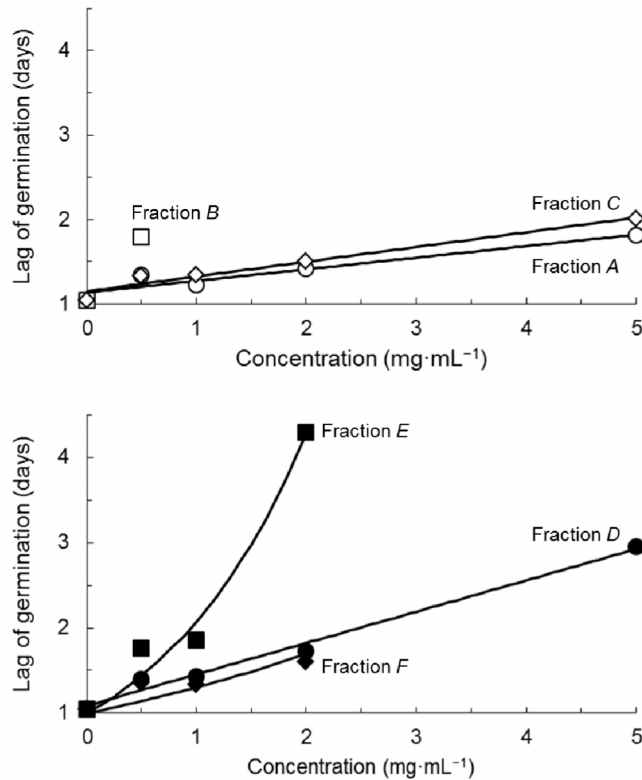 4
3
Lag of germination (days)
Fraction B
2
Fraction C
Fraction A
1
0 1 2 5
Concentration (mg·mL⁻¹)
4
Fraction E
3
Lag of germination (days)
Fraction D
2
Fraction F
1
0 1 2 3 4 5
Concentration (mg·mL⁻¹)